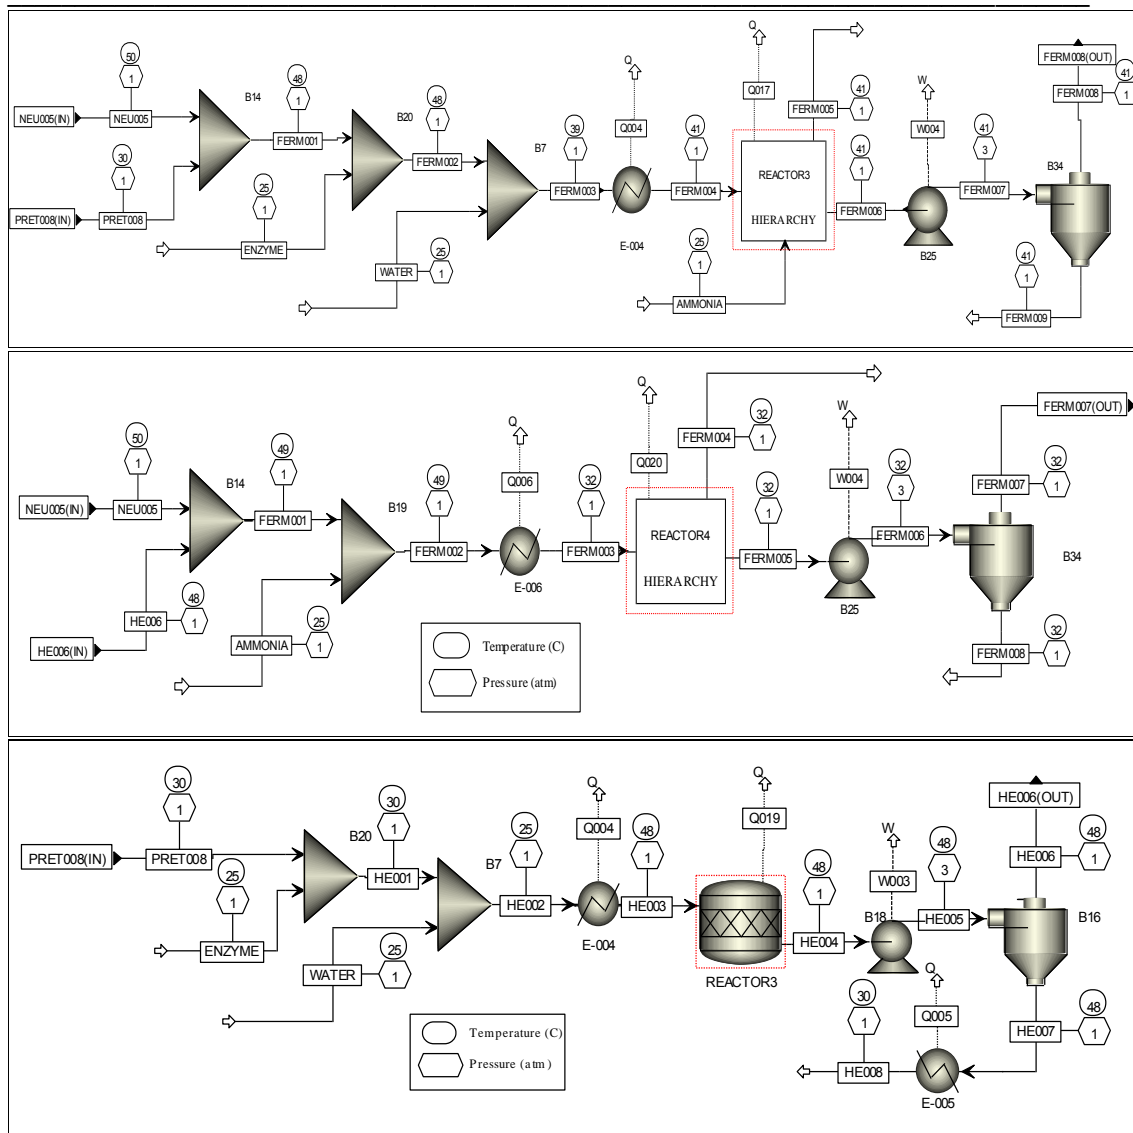 50
1
NEU005(IN)
NEU005
B14
48
1
FERM001
30
1
PRET008(IN)
PRET008
B20
48
1
FERM002
25
1
ENZYME
B7
39
1
FERM003
WATER
25
1
Q
Q004
E-004
41
1
FERM004
Q
Q017
REACTOR3
HIERARCHY
FERM005
41
1
41
1
FERM006
25
1
AMMONIA
W
W004
B25
41
3
FERM007
FERM008(OUT)
FERM008
41
1
B34
41
1
FERM009
50
1
NEU005(IN)
NEU005
B14
49
1
FERM001
HE006
48
1
HE006(IN)
B19
49
1
FERM002
AMMONIA
25
1
Q
Q006
E-006
32
1
FERM003
Q
Q020
REACTOR4
HIERARCHY
FERM004
32
1
32
1
FERM005
W
W004
B25
32
3
FERM006
FERM007(OUT)
FERM007
32
1
B34
FERM008
32
1
Temperature (C)
Pressure (atm)
30
1
PRET008(IN)
PRET008
25
1
ENZYME
B20
30
1
HE001
B7
25
1
HE002
WATER
25
1
Q
Q004
E-004
48
1
HE003
Q
Q019
REACTOR3
48
1
HE004
W
W003
B18
48
3
HE005
HE006(OUT)
HE006
48
1
B16
HE007
48
1
Q
Q005
E-005
30
1
HE008
Temperature (C)
Pressure (atm)